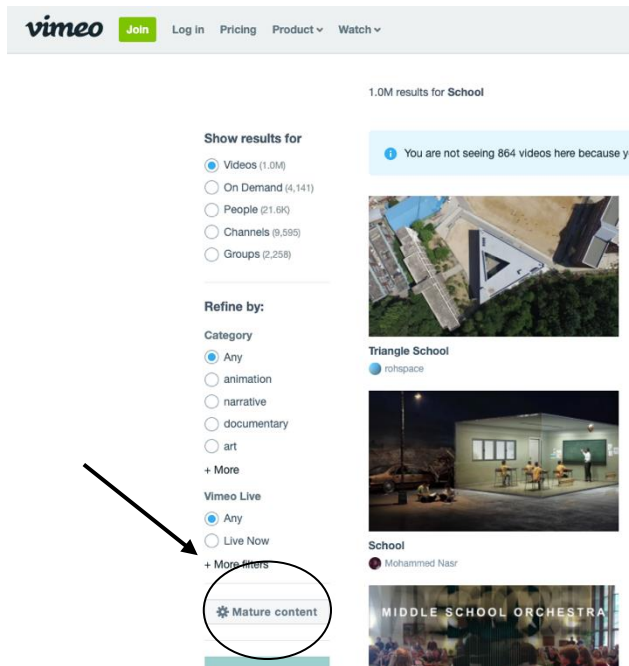 vimeo Join Log in Pricing Product Watch
1.0M results for School
Show results for
Videos (1.0M)
On Demand (4,141)
People (21.6K)
Channels (9,595)
Groups (2,258)
You are not seeing 864 videos here because y
Refine by:
Category
Any
animation
narrative
documentary
art
+ More
Vimeo Live
Any
Live Now
+ More filters
Mature content
Triangle School
rohspace
School
Mohammed Nasr
MIDDLE SCHOOL ORCHESTRA